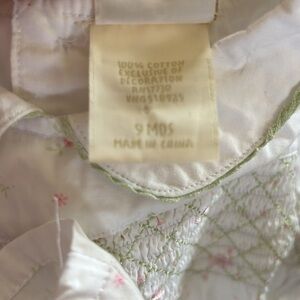 100% COTTON
EXCLUSIVE OF
DECORATION
9 MOS
MADE IN CHINA